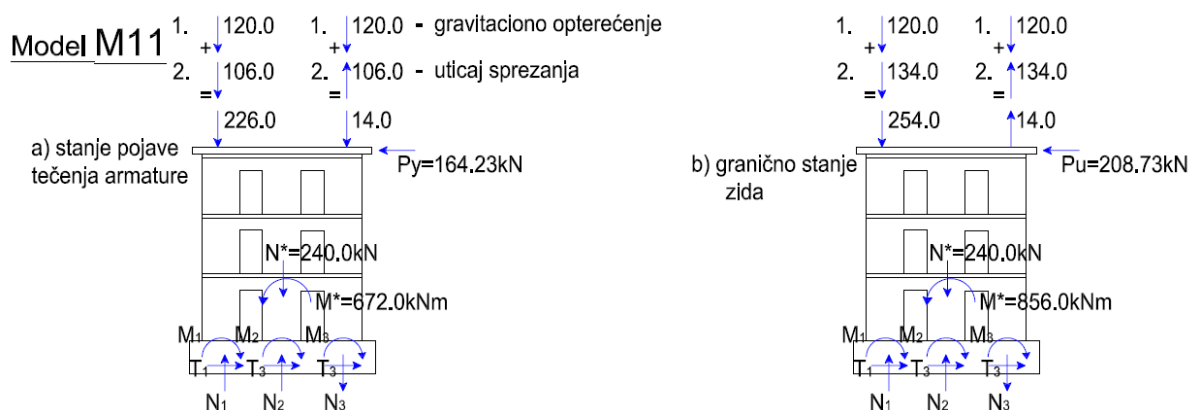 Model M11
1. 120.0 1. 120.0 - gravitaciono opterećenje
+ +
2. 106.0 2. 106.0 - uticaj sprezanja
= =
226.0 14.0
a) stanje pojave
tečenja armature
Py=164.23kN
N*=240.0kN
M*=672.0kNm
M1 M2 M3
T1 T3 T3
N1 N2 N3
1. 120.0 1. 120.0
+ +
2. 134.0 2. 134.0
= =
254.0 14.0
b) granično stanje
zida
Pu=208.73kN
N*=240.0kN
M*=856.0kNm
M1 M2 M3
T1 T3 T3
N1 N2 N3